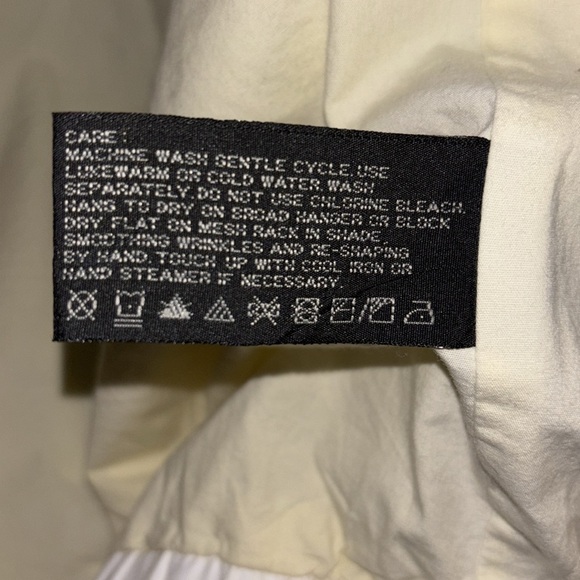 CARE :
MACHINE WASH GENTLE CYCLE. USE
LUKEWARM OR COLD WATER WASH
SEPARATELY. DO NOT USE CHLORINE BLEACH.
HANG TO DRY ON BROAD HANGER OR BLOCK
DRY FLAT ON MESH RACK IN SHADE.
SMOOTHING WRINKLES AND RE-SHAPING
BY HAND. TOUCH UP WITH COOL IRON OR
HAND STEAMER IF NECESSARY.